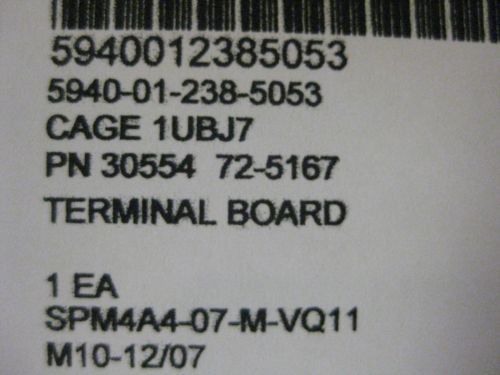 5940012385053
5940-01-238-5053
CAGE 1UBJ7
PN 30554 72-5167
TERMINAL BOARD
1 EA
SPM4A4-07-M-VQ11
M10-12/07